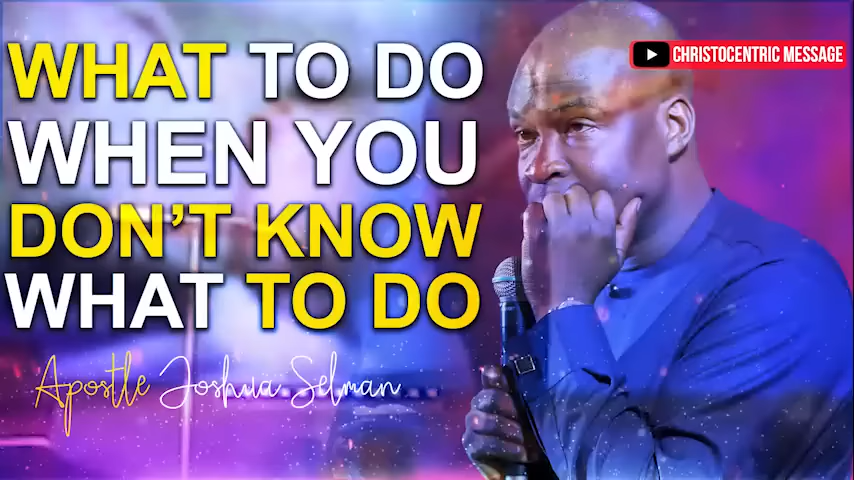 CHRISTOCENTRIC MESSAGE
WHAT TO DO
WHEN YOU
DON'T KNOW
WHAT TO DO
Apostle Joshua Selman